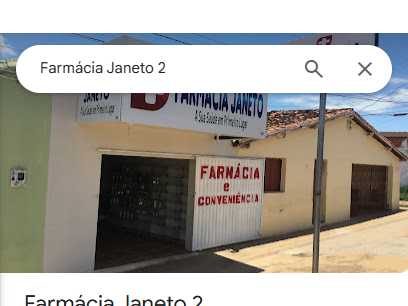 Farmácia Janeto 2
JANETO
FARMÁCIA JANETO
A Sua Saúde em Primeiro Lugar
A Sua Saúde em Primeiro Lugar
FARMÁCIA
e
CONVENIÊNCIA
Farmácia Janeto 2